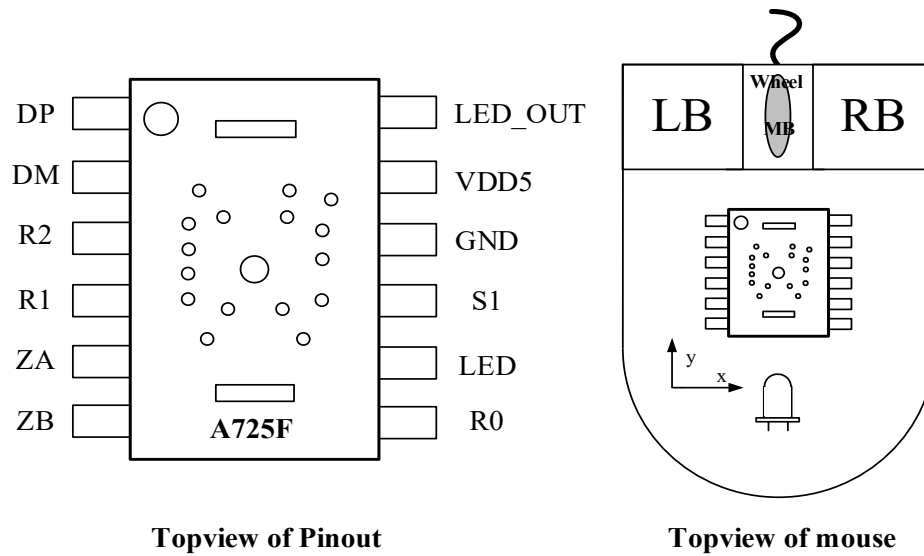 DP
DM
R2
R1
ZA
ZB
LED_OUT
VDD5
GND
S1
LED
R0
A725F
Topview of Pinout
LB
Wheel
MB
RB
y
x
Topview of mouse